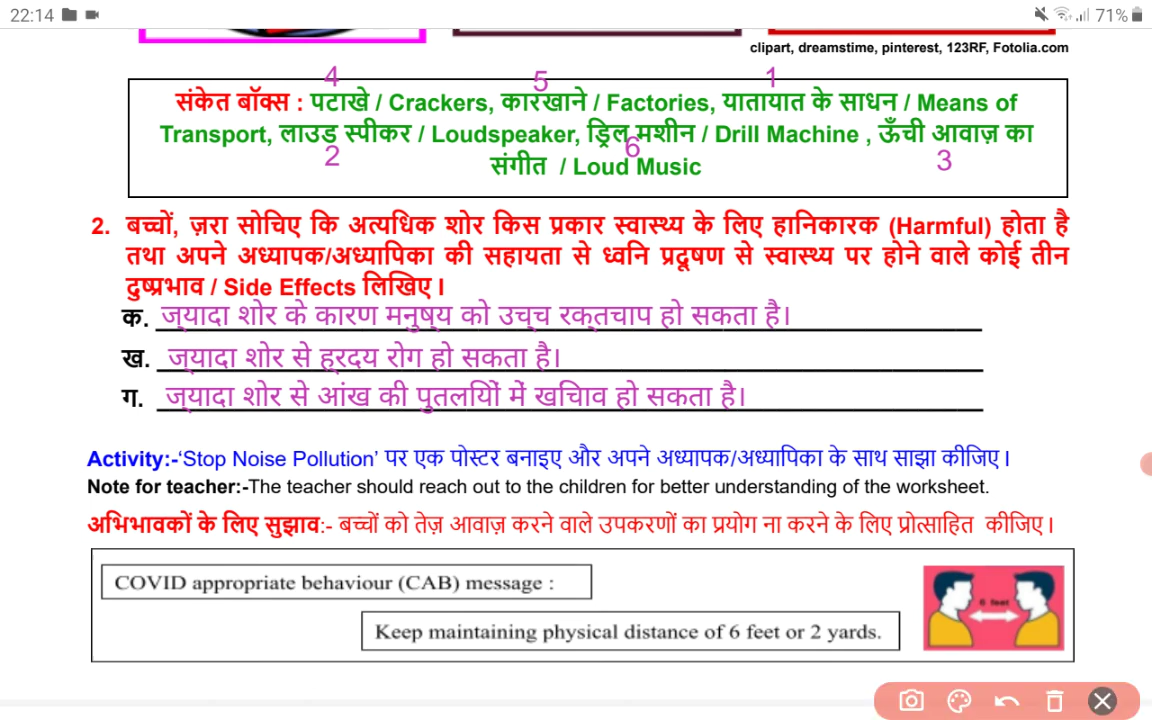 22:14 71%
clipart, dreamstime, pinterest, 123RF, Fotolia.com
4 5 1
संकेत बॉक्स : पटाखे / Crackers, कारखाने / Factories, यातायात के साधन / Means of
Transport, लाउड स्पीकर / Loudspeaker, ड्रिल मशीन / Drill Machine , ऊँची आवाज़ का
2 6 3
संगीत / Loud Music
2. बच्चों, ज़रा सोचिए कि अत्यधिक शोर किस प्रकार स्वास्थ्य के लिए हानिकारक (Harmful) होता है
तथा अपने अध्यापक/अध्यापिका की सहायता से ध्वनि प्रदूषण से स्वास्थ्य पर होने वाले कोई तीन
दुष्प्रभाव / Side Effects लिखिए।
क. ज्यादा शोर के कारण मनुष्य को उच्च रक्तचाप हो सकता है।
ख. ज्यादा शोर से ह्रदय रोग हो सकता है।
ग. ज्यादा शोर से आंख की पुतलियों में खिंचाव हो सकता है।
Activity:-‘Stop Noise Pollution’ पर एक पोस्टर बनाइए और अपने अध्यापक/अध्यापिका के साथ साझा कीजिए।
Note for teacher:-The teacher should reach out to the children for better understanding of the worksheet.
अभिभावकों के लिए सुझाव:- बच्चों को तेज़ आवाज़ करने वाले उपकरणों का प्रयोग ना करने के लिए प्रोत्साहित कीजिए।
COVID appropriate behaviour (CAB) message :
6 feet
Keep maintaining physical distance of 6 feet or 2 yards.